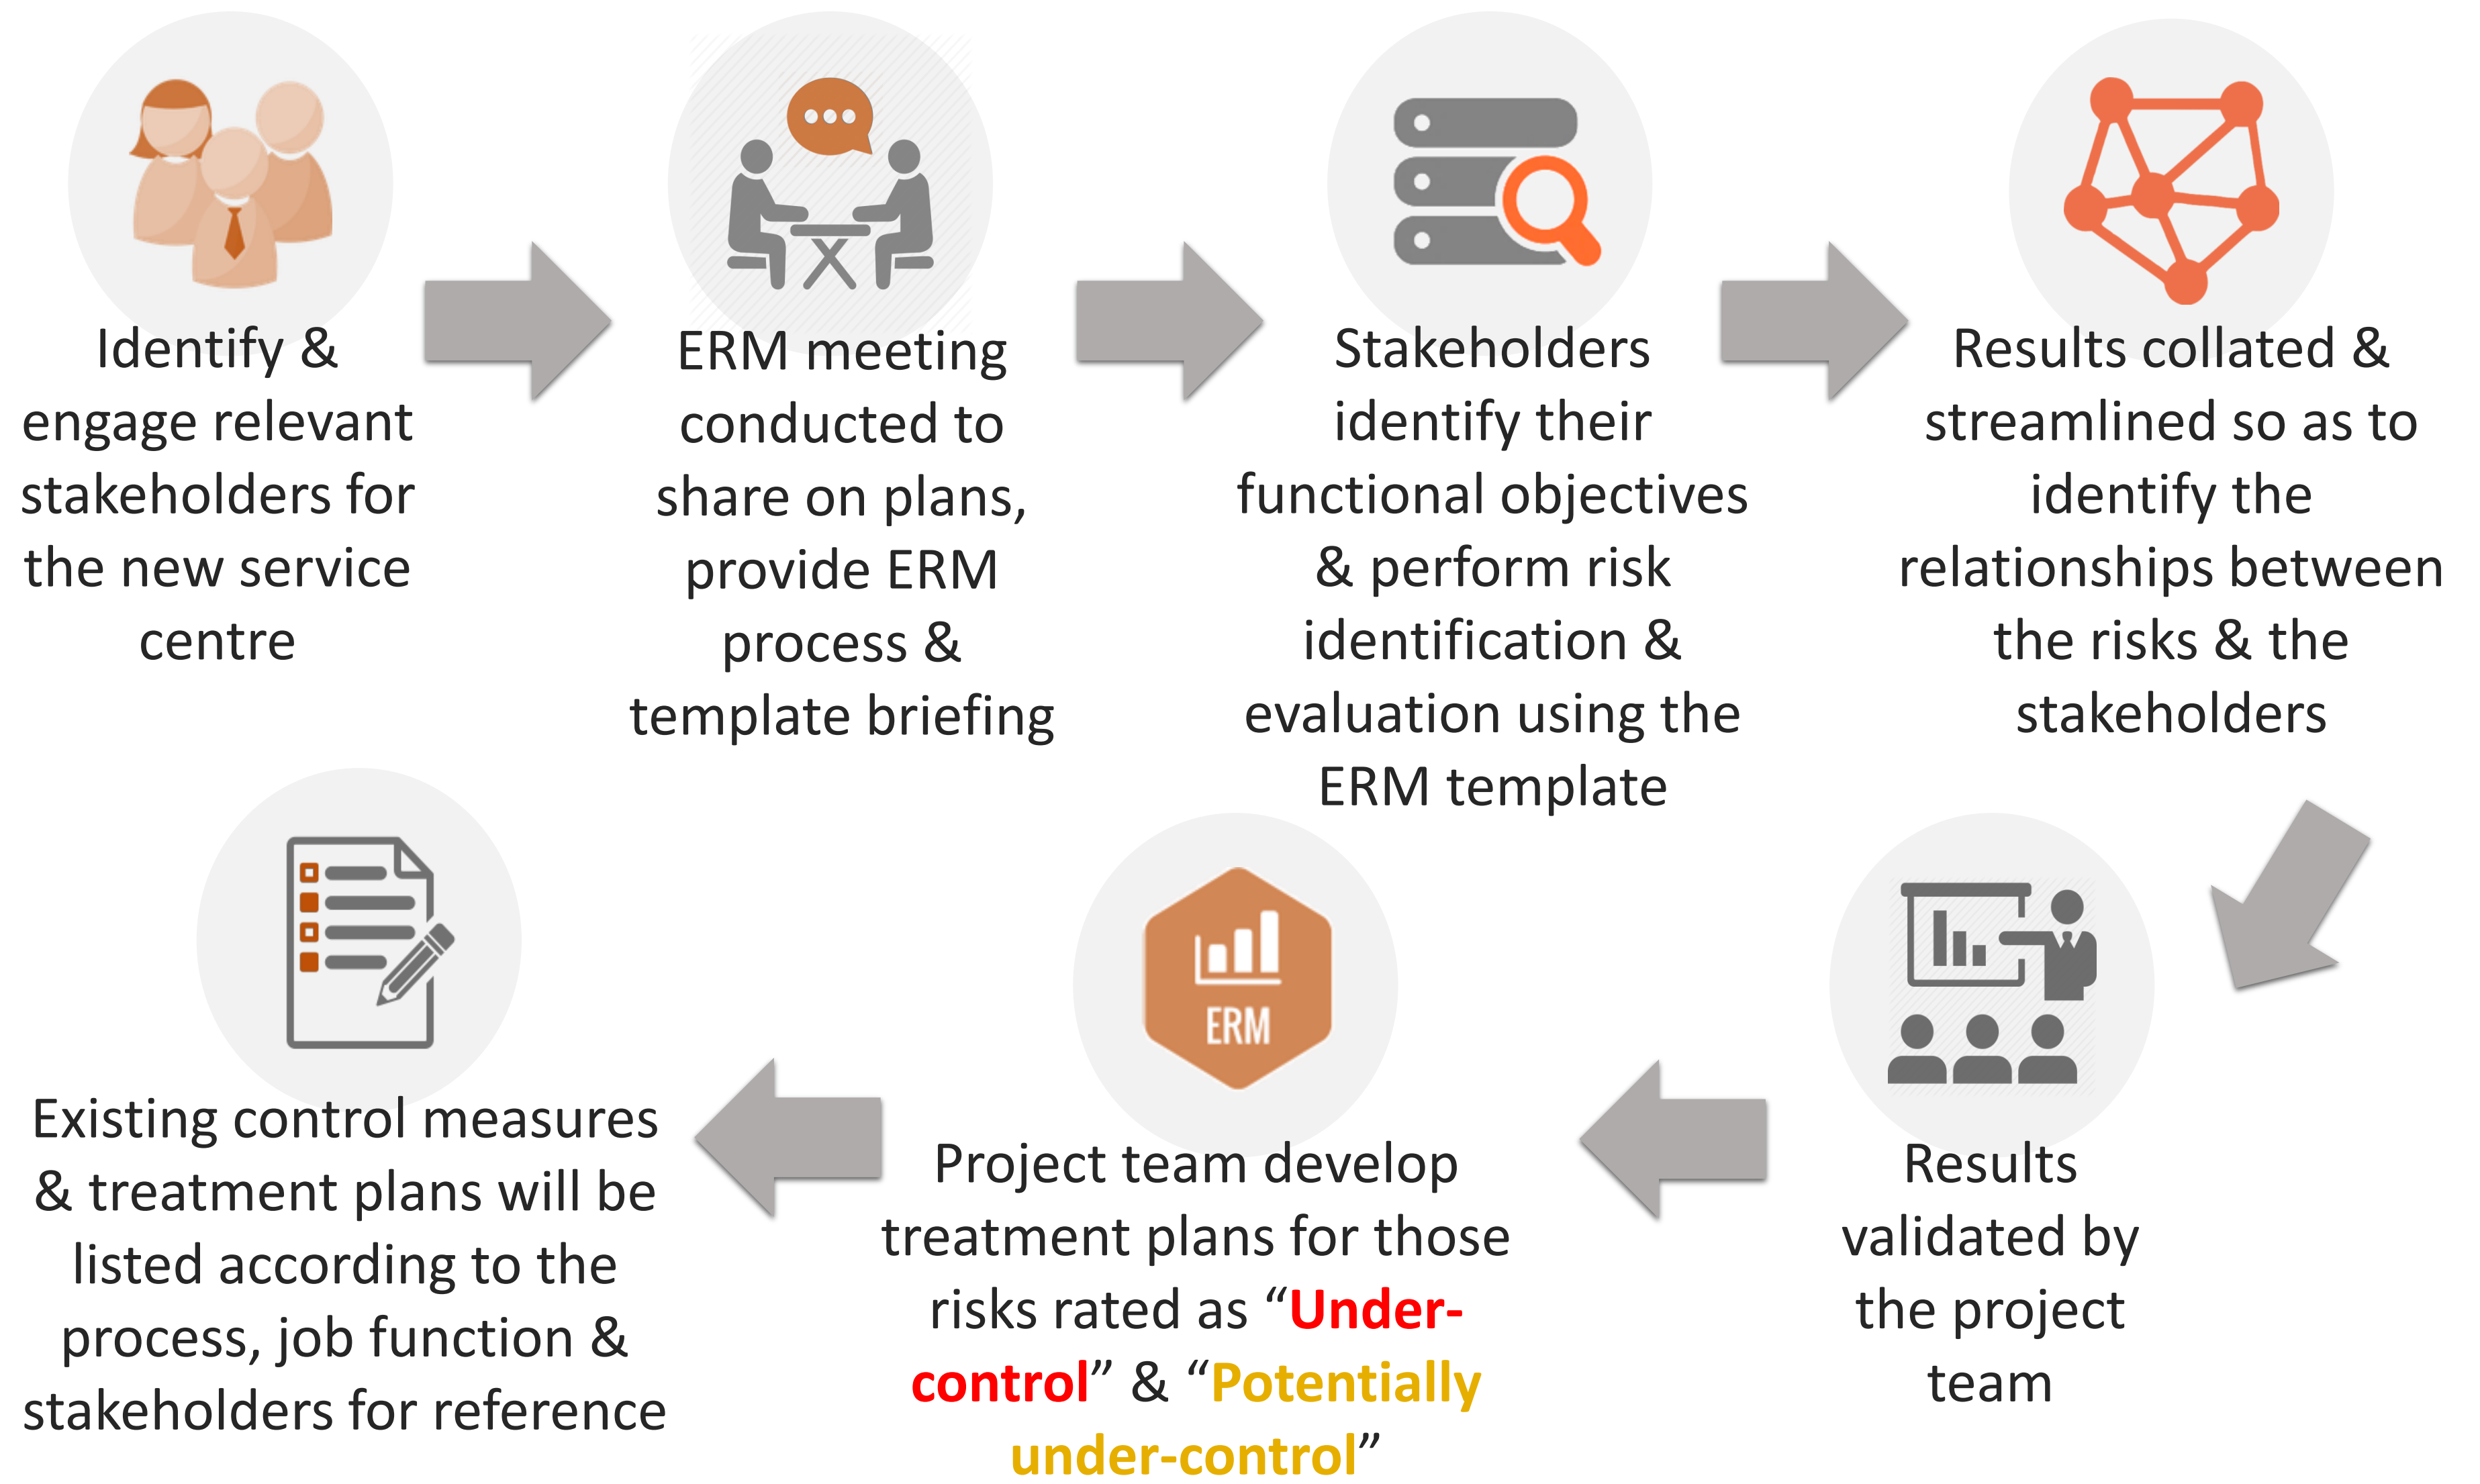 Identify &
engage relevant
stakeholders for
the new service
centre
ERM meeting
conducted to
share on plans,
provide ERM
process &
template briefing
Stakeholders
identify their
functional objectives
& perform risk
identification &
evaluation using the
ERM template
Results collated &
streamlined so as to
identify the
relationships between
the risks & the
stakeholders
Results
validated by
the project
team
ERM
Project team develop
treatment plans for those
risks rated as “Under-
control” & “Potentially
under-control”
Existing control measures
& treatment plans will be
listed according to the
process, job function &
stakeholders for reference